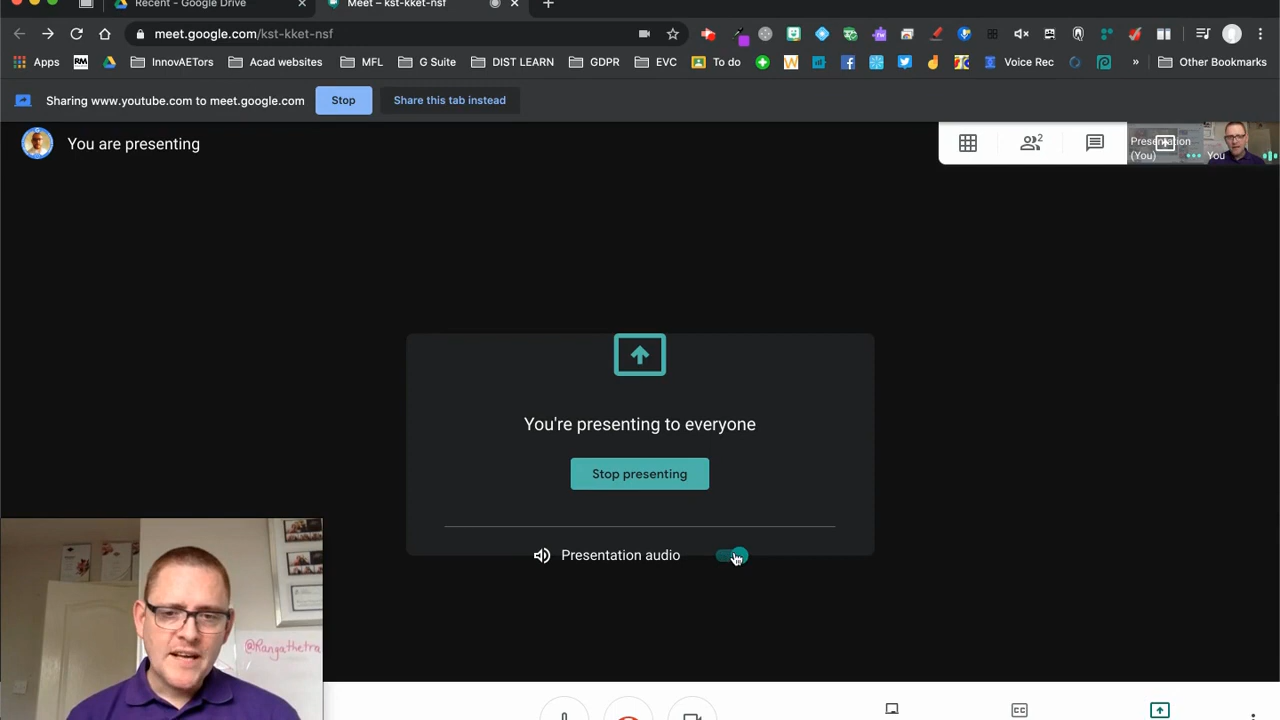 Recent - Google Drive
Meet – kst-kket-nsf
meet.google.com/kst-kket-nsf
Apps RM InnovAETors Acad websites MFL G Suite DIST LEARN GDPR EVC To do W Voice Rec » Other Bookmarks
Sharing www.youtube.com to meet.google.com Stop Share this tab instead
You are presenting
2
Presentation
(You)
You
You're presenting to everyone
Stop presenting
Presentation audio
@Rangathetra
CC